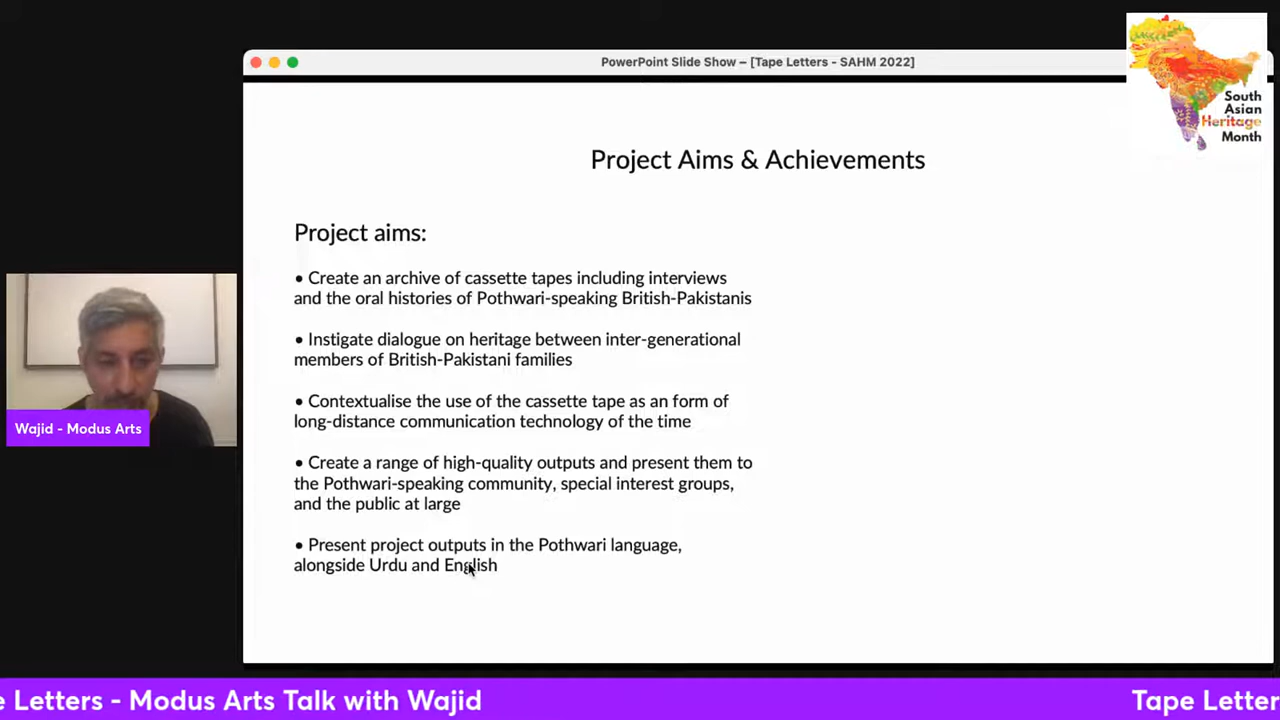 PowerPoint Slide Show – [Tape Letters - SAHM 2022]
South
Asian
Heritage
Month
Project Aims & Achievements
Project aims:
• Create an archive of cassette tapes including interviews
and the oral histories of Pothwari-speaking British-Pakistanis
• Instigate dialogue on heritage between inter-generational
members of British-Pakistani families
• Contextualise the use of the cassette tape as an form of
long-distance communication technology of the time
• Create a range of high-quality outputs and present them to
the Pothwari-speaking community, special interest groups,
and the public at large
• Present project outputs in the Pothwari language,
alongside Urdu and English
Wajid - Modus Arts
e Letters - Modus Arts Talk with Wajid
Tape Letter